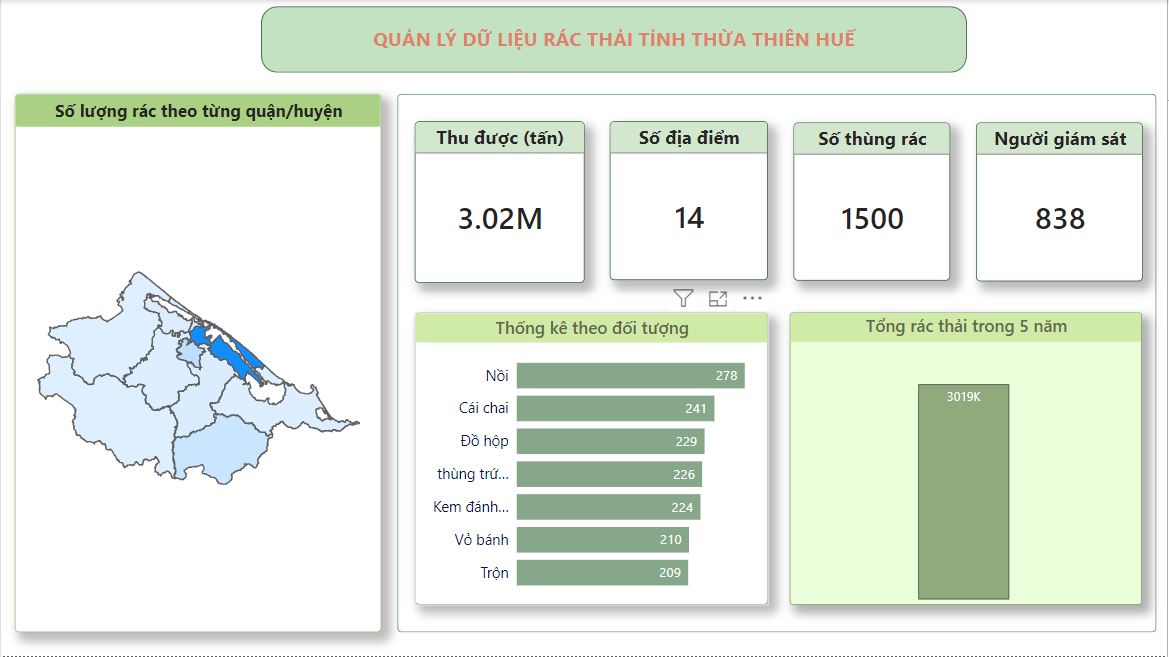 QUẢN LÝ DỮ LIỆU RÁC THẢI TỈNH THỪA THIÊN HUẾ
Số lượng rác theo từng quận/huyện
Thu được (tấn)
3.02M
Số địa điểm
14
Số thùng rác
1500
Người giám sát
838
Thống kê theo đối tượng
Nồi 278
Cái chai 241
Đồ hộp 229
thùng trứ... 226
Kem đánh... 224
Vỏ bánh 210
Trộn 209
Tổng rác thải trong 5 năm
3019K